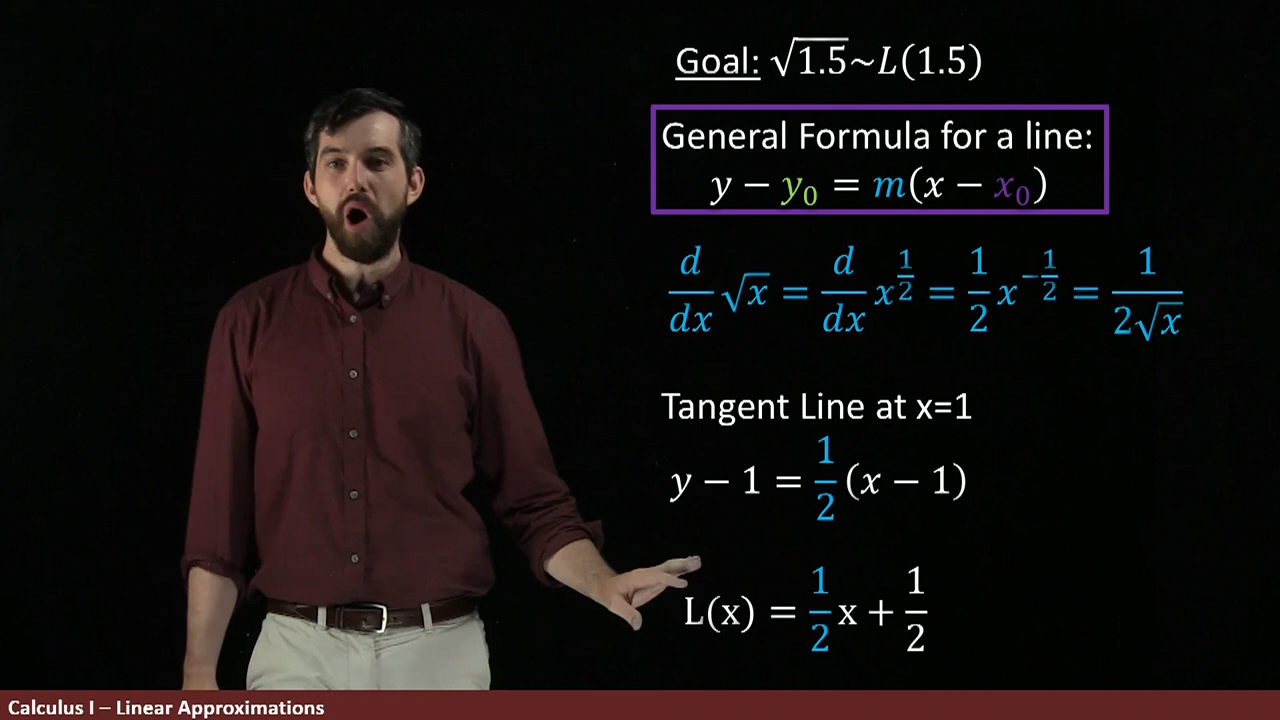 Goal: √1.5~L(1.5)
General Formula for a line:
y − y₀ = m(x − x₀)
d/dx √x = d/dx x^(1/2) = 1/2 x^(−1/2) = 1/(2√x)
Tangent Line at x=1
y − 1 = 1/2 (x − 1)
L(x) = 1/2 x + 1/2
Calculus I – Linear Approximations